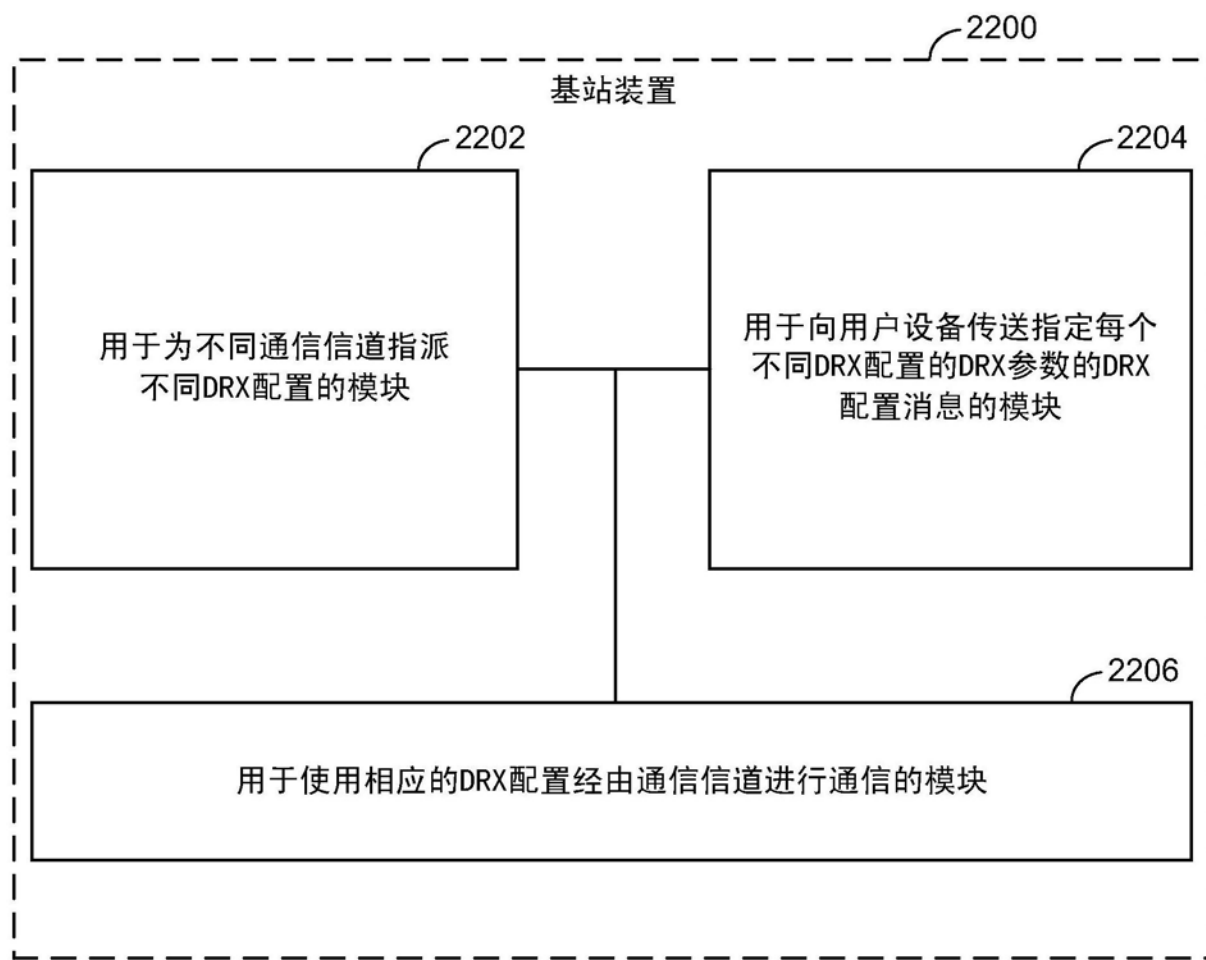 2200
基站装置
2202
2204
用于为不同通信信道指派
不同DRX配置的模块
用于向用户设备传送指定每个
不同DRX配置的DRX参数的DRX
配置消息的模块
2206
用于使用相应的DRX配置经由通信信道进行通信的模块